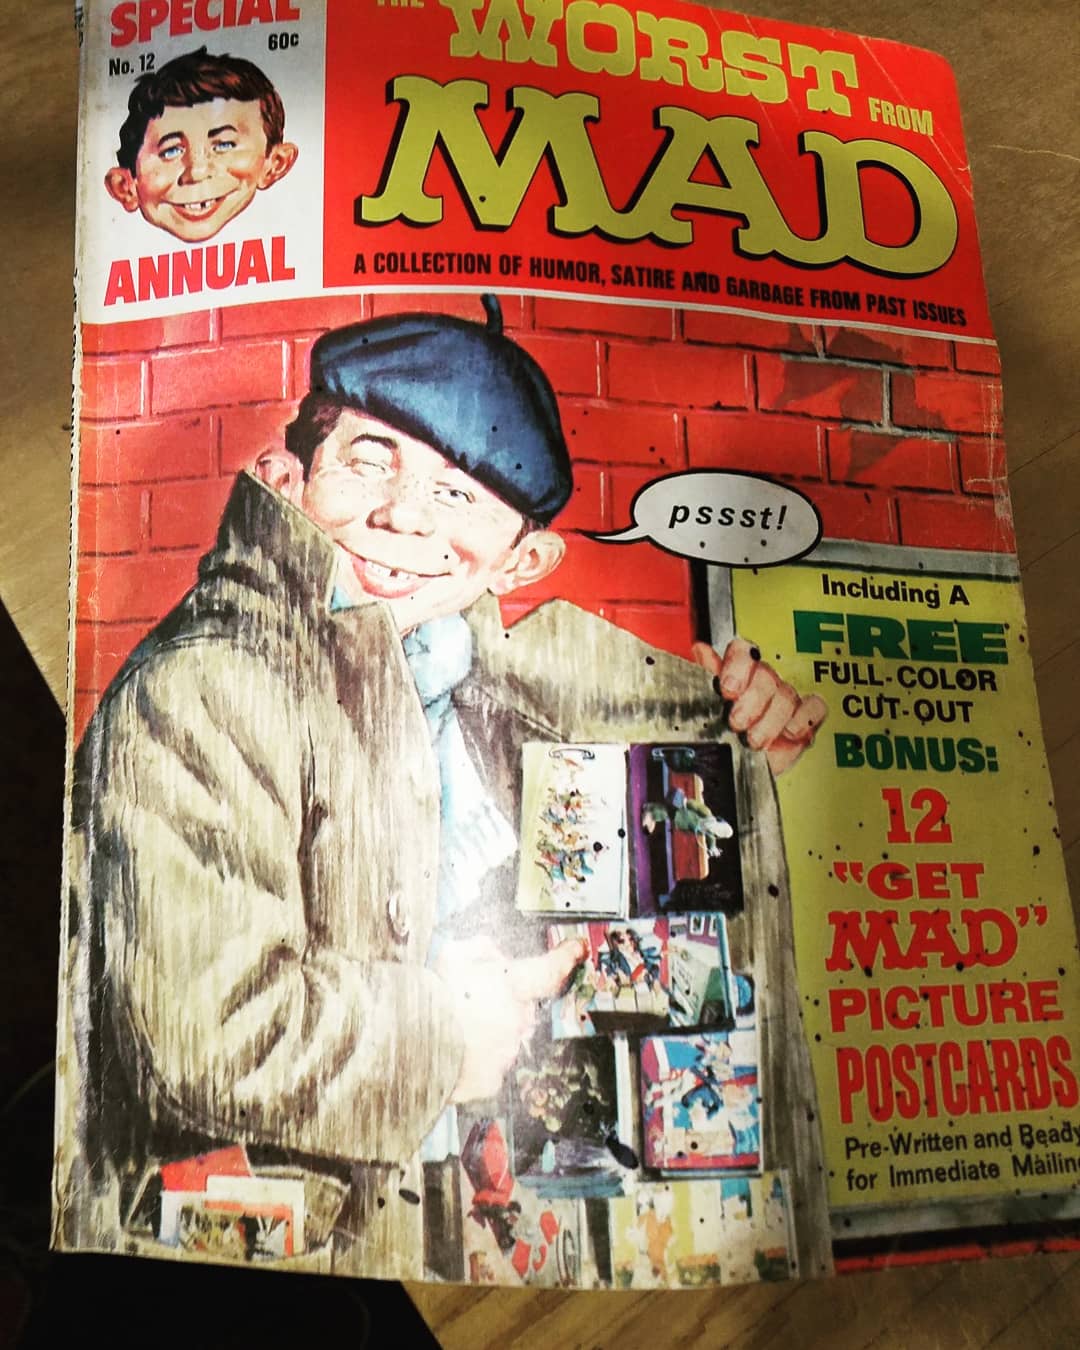 SPECIAL
60c
No. 12
ANNUAL
THE
WORST
FROM
MAD
A COLLECTION OF HUMOR, SATIRE AND GARBAGE FROM PAST ISSUES
pssst!
Including A
FREE
FULL-COLOR
CUT-OUT
BONUS:
12
"GET
MAD"
PICTURE
POSTCARDS
Pre-Written and Ready
for Immediate Mailing